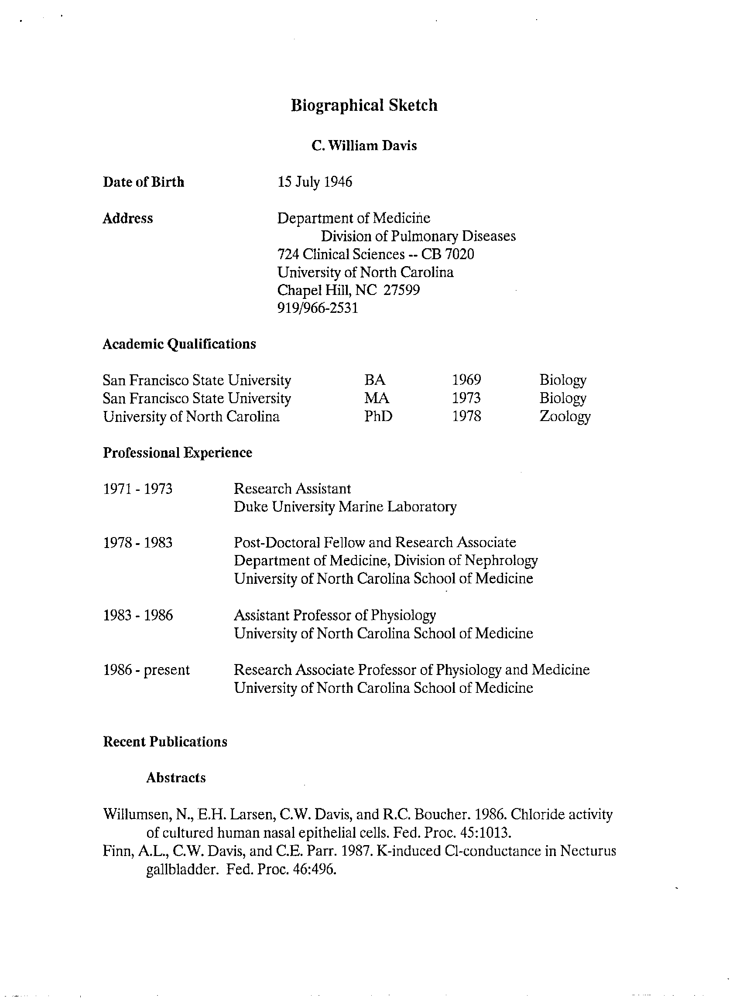 Biographical Sketch
C. William Davis
Date of Birth 15 July 1946
Address Department of Medicine
Division of Pulmonary Diseases
724 Clinical Sciences -- CB 7020
University of North Carolina
Chapel Hill, NC 27599
919/966-2531
Academic Qualifications
San Francisco State University BA 1969 Biology
San Francisco State University MA 1973 Biology
University of North Carolina PhD 1978 Zoology
Professional Experience
1971 - 1973 Research Assistant
Duke University Marine Laboratory
1978 - 1983 Post-Doctoral Fellow and Research Associate
Department of Medicine, Division of Nephrology
University of North Carolina School of Medicine
1983 - 1986 Assistant Professor of Physiology
University of North Carolina School of Medicine
1986 - present Research Associate Professor of Physiology and Medicine
University of North Carolina School of Medicine
Recent Publications
Abstracts
Willumsen, N., E.H. Larsen, C.W. Davis, and R.C. Boucher. 1986. Chloride activity
of cultured human nasal epithelial cells. Fed. Proc. 45:1013.
Finn, A.L., C.W. Davis, and C.E. Parr. 1987. K-induced Cl-conductance in Necturus
gallbladder. Fed. Proc. 46:496.